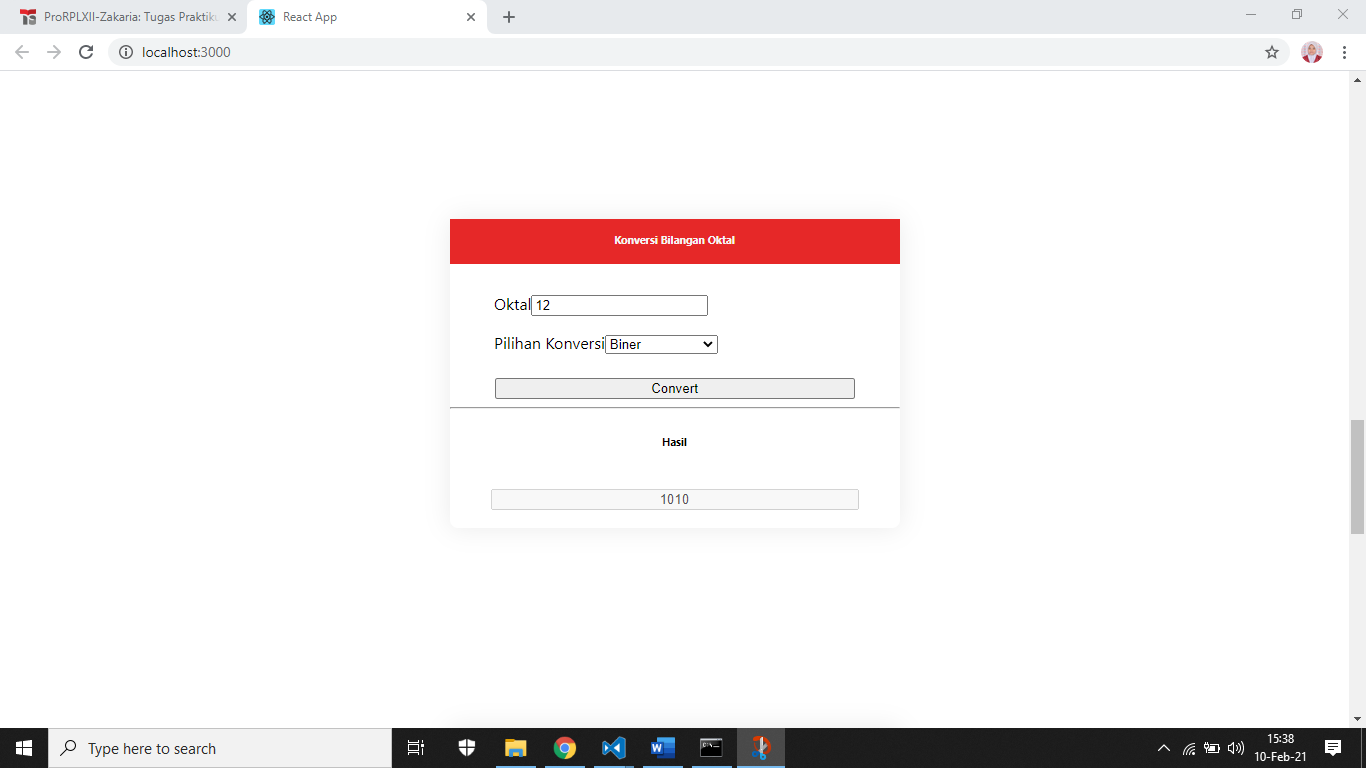 ProRPLXII-Zakaria: Tugas Praktik
React App
localhost:3000
Konversi Bilangan Oktal
Oktal 12
Pilihan Konversi Biner
Convert
Hasil
1010
Type here to search
15:38
10-Feb-21